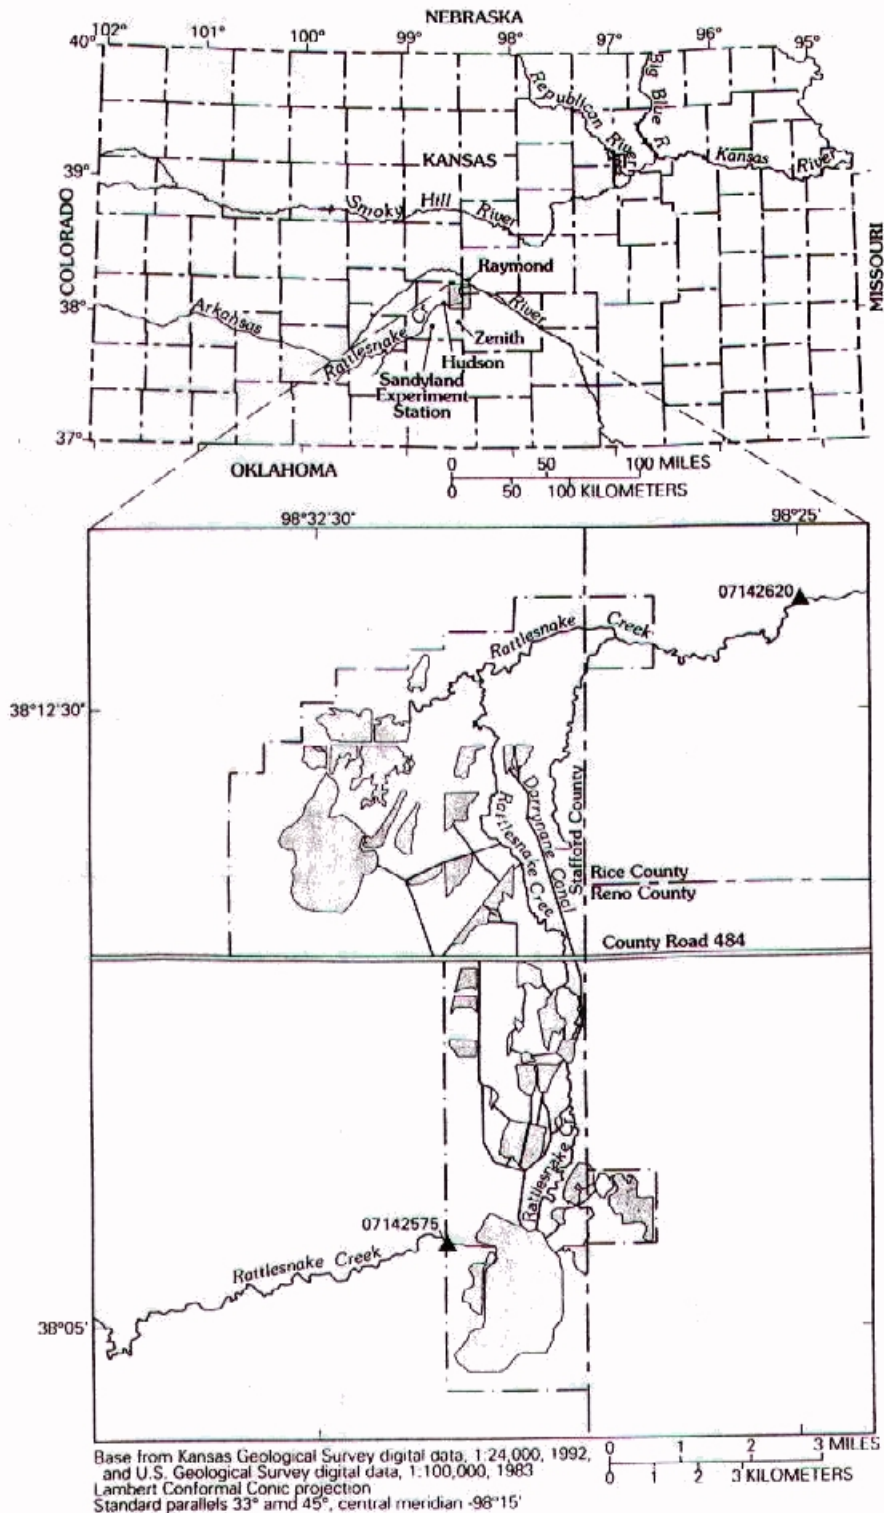 NEBRASKA
102° 101° 100° 99° 98° 97° 96° 95°
40°
Republican River
Big Blue R.
KANSAS
Kansas River
39°
COLORADO
MISSOURI
Smoky Hill River
Raymond
38°
Arkansas River
Rattlesnake Cr.
Zenith
Hudson
Sandyland
Experiment
Station
37°
OKLAHOMA
0 50 100 MILES
0 50 100 KILOMETERS
98°32'30" 98°25'
07142620
Rattlesnake Creek
38°12'30"
Darrynane Canal
Rattlesnake Cree
Stafford County
Rice County
Reno County
County Road 484
Rattlesnake Cr
07142575
Rattlesnake Creek
38°05'
Base from Kansas Geological Survey digital data, 1:24,000, 1992,
and U.S. Geological Survey digital data, 1:100,000, 1983
Lambert Conformal Conic projection
Standard parallels 33° amd 45°, central meridian -98°15'
0 1 2 3 MILES
0 1 2 3 KILOMETERS